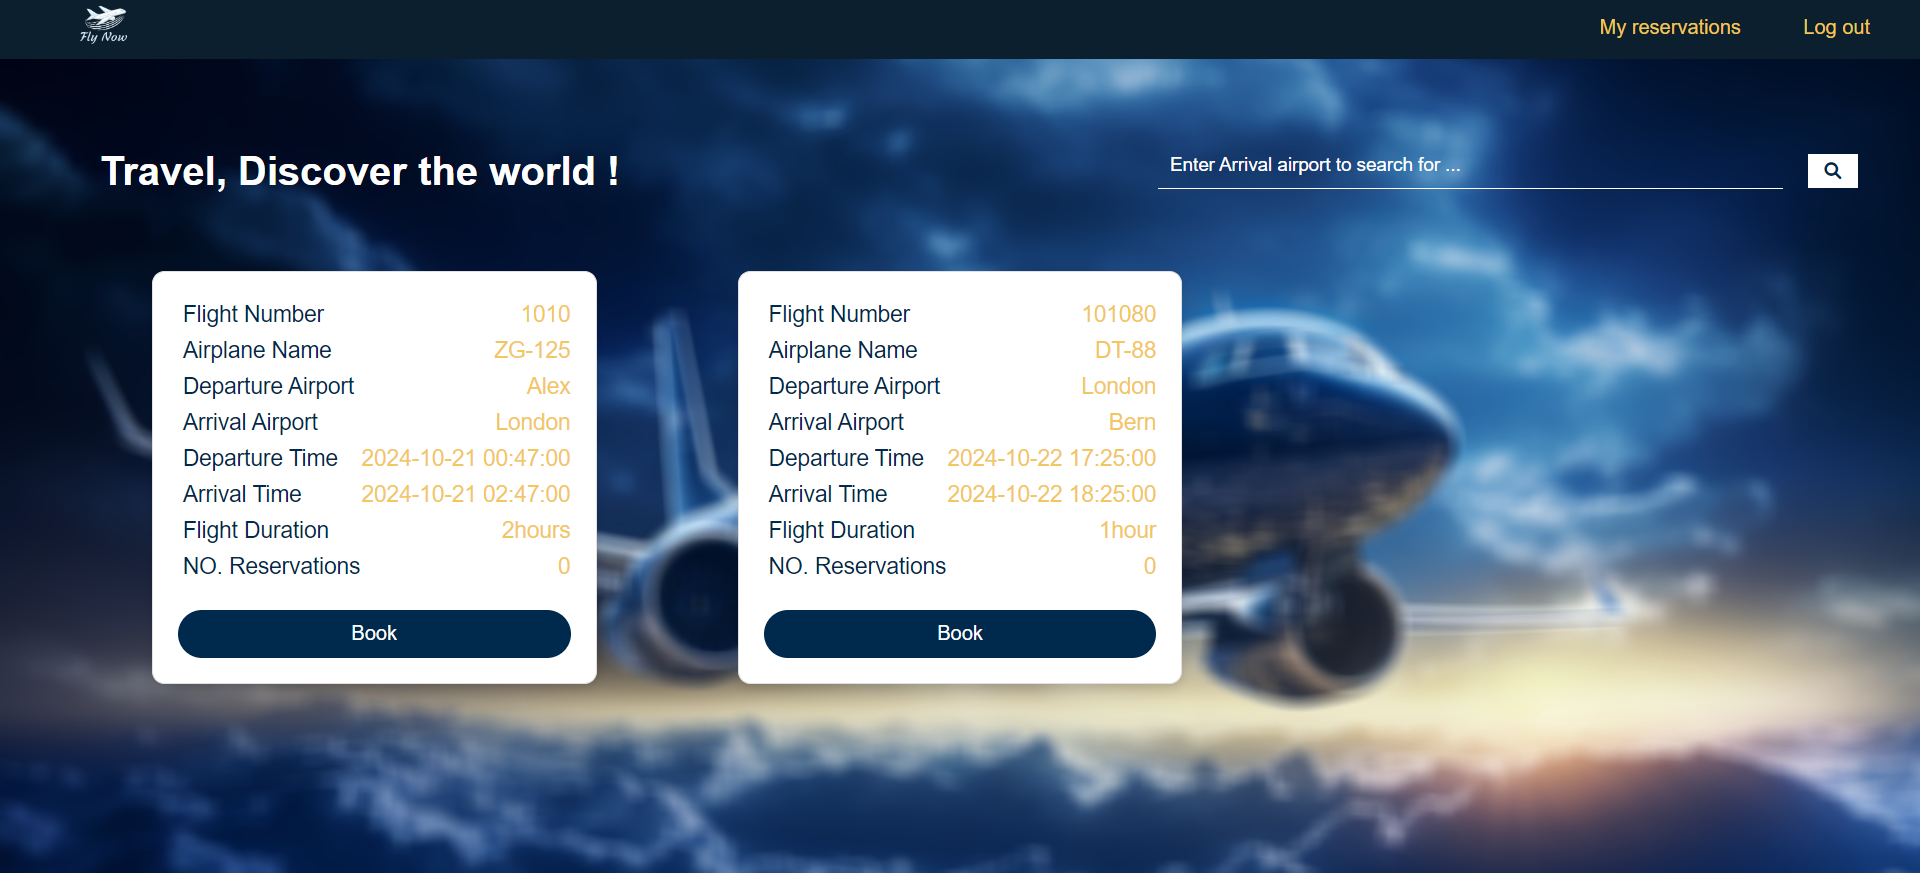 Fly Now
My reservations
Log out
Travel, Discover the world !
Enter Arrival airport to search for ...
Flight Number 1010
Airplane Name ZG-125
Departure Airport Alex
Arrival Airport London
Departure Time 2024-10-21 00:47:00
Arrival Time 2024-10-21 02:47:00
Flight Duration 2hours
NO. Reservations 0
Book
Flight Number 101080
Airplane Name DT-88
Departure Airport London
Arrival Airport Bern
Departure Time 2024-10-22 17:25:00
Arrival Time 2024-10-22 18:25:00
Flight Duration 1hour
NO. Reservations 0
Book